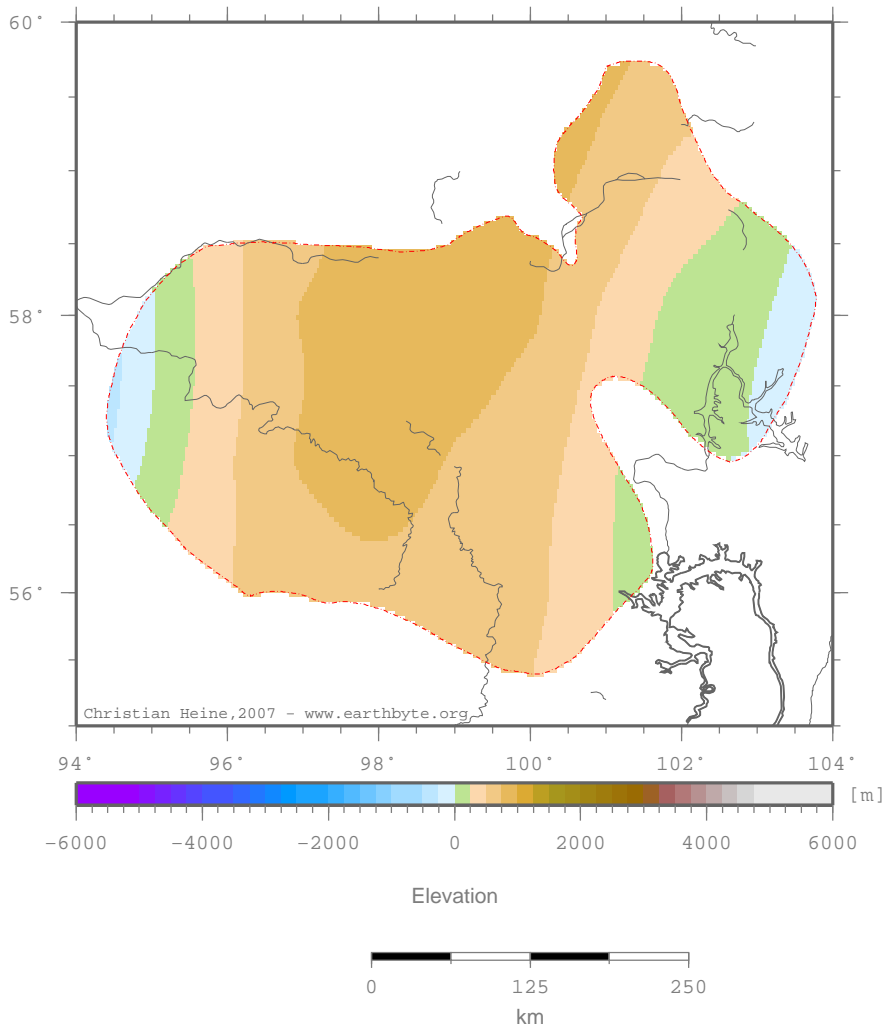 60°
58°
56°
Christian Heine,2007 - www.earthbyte.org
94° 96° 98° 100° 102° 104°
[m]
-6000 -4000 -2000 0 2000 4000 6000
Elevation
0 125 250
km